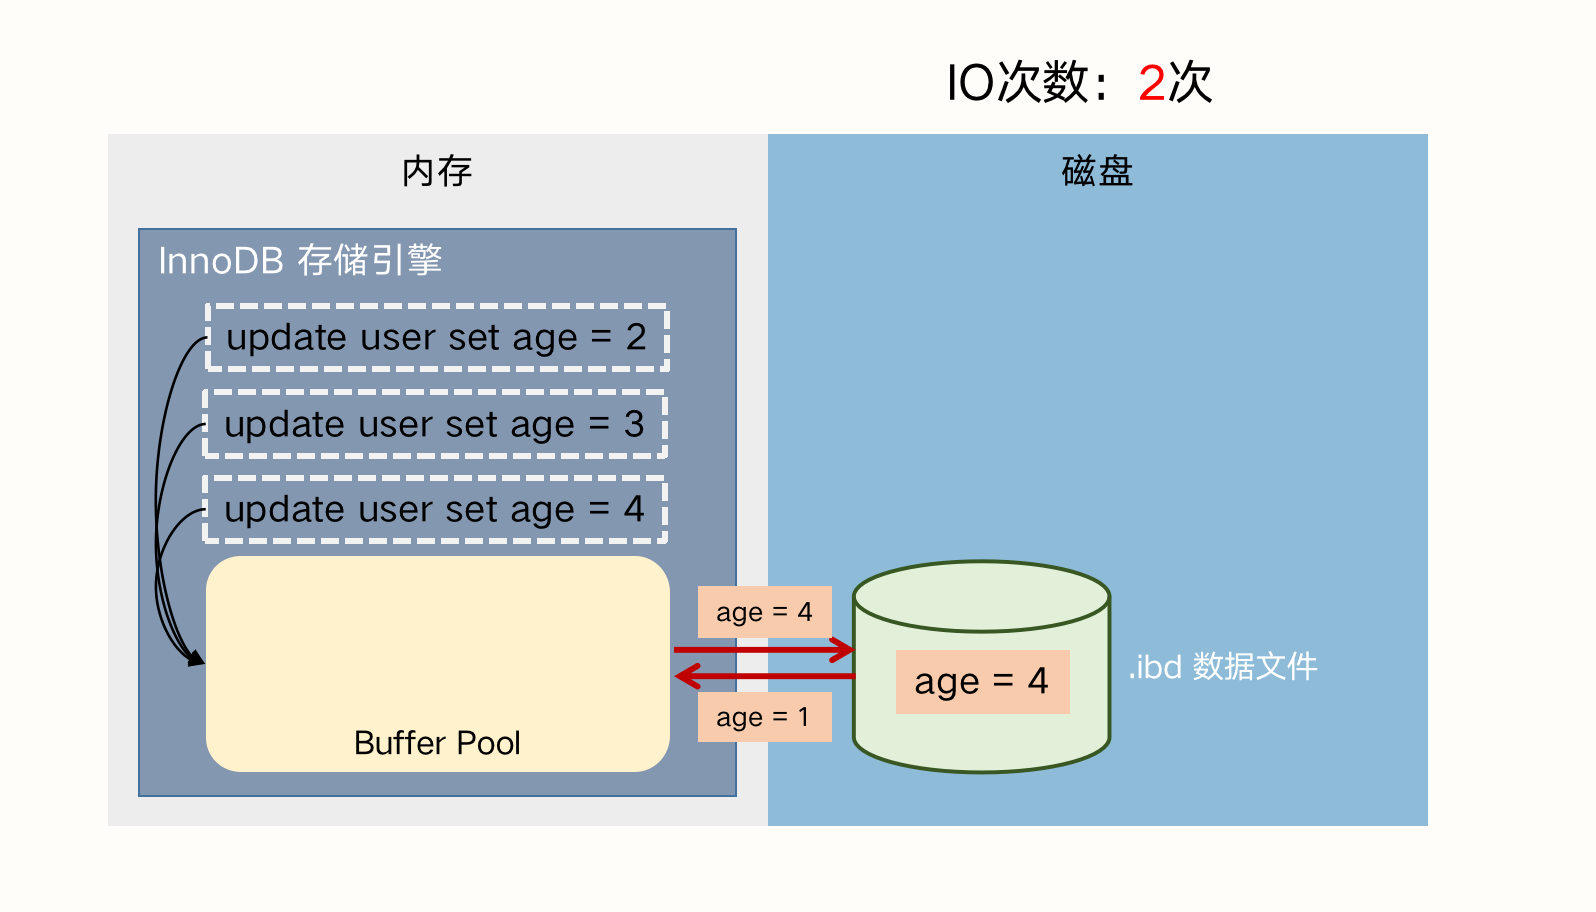 IO次数：2次
内存
磁盘
InnoDB 存储引擎
update user set age = 2
update user set age = 3
update user set age = 4
age = 4
age = 4
.ibd 数据文件
age = 1
Buffer Pool